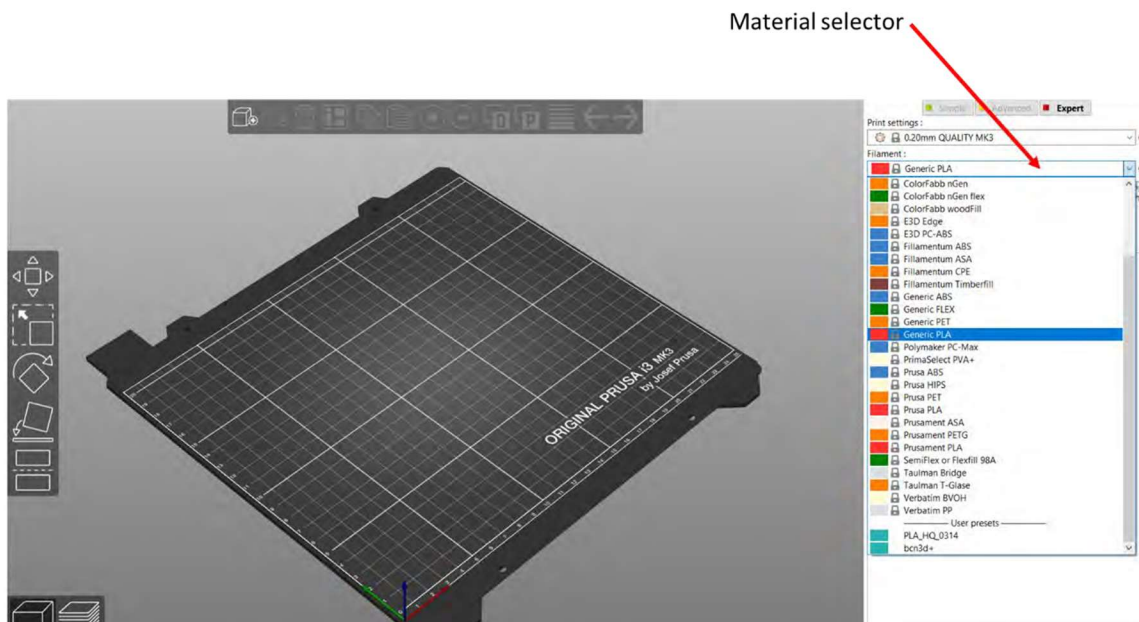 Material selector
Simple Advanced Expert
Print settings :
0.20mm QUALITY MK3
Filament :
Generic PLA
ColorFabb nGen
ColorFabb nGen flex
ColorFabb woodFill
E3D Edge
E3D PC-ABS
Fillamentum ABS
Fillamentum ASA
Fillamentum CPE
Fillamentum Timberfill
Generic ABS
Generic FLEX
Generic PET
Generic PLA
Polymaker PC-Max
PrimaSelect PVA+
Prusa ABS
Prusa HIPS
Prusa PET
Prusa PLA
Prusament ASA
Prusament PETG
Prusament PLA
SemiFlex or Flexfill 98A
Taulman Bridge
Taulman T-Glase
Verbatim BVOH
Verbatim PP
User presets
PLA_HQ_0314
bcn3d+
ORIGINAL PRUSA i3 MK3
by Josef Prusa